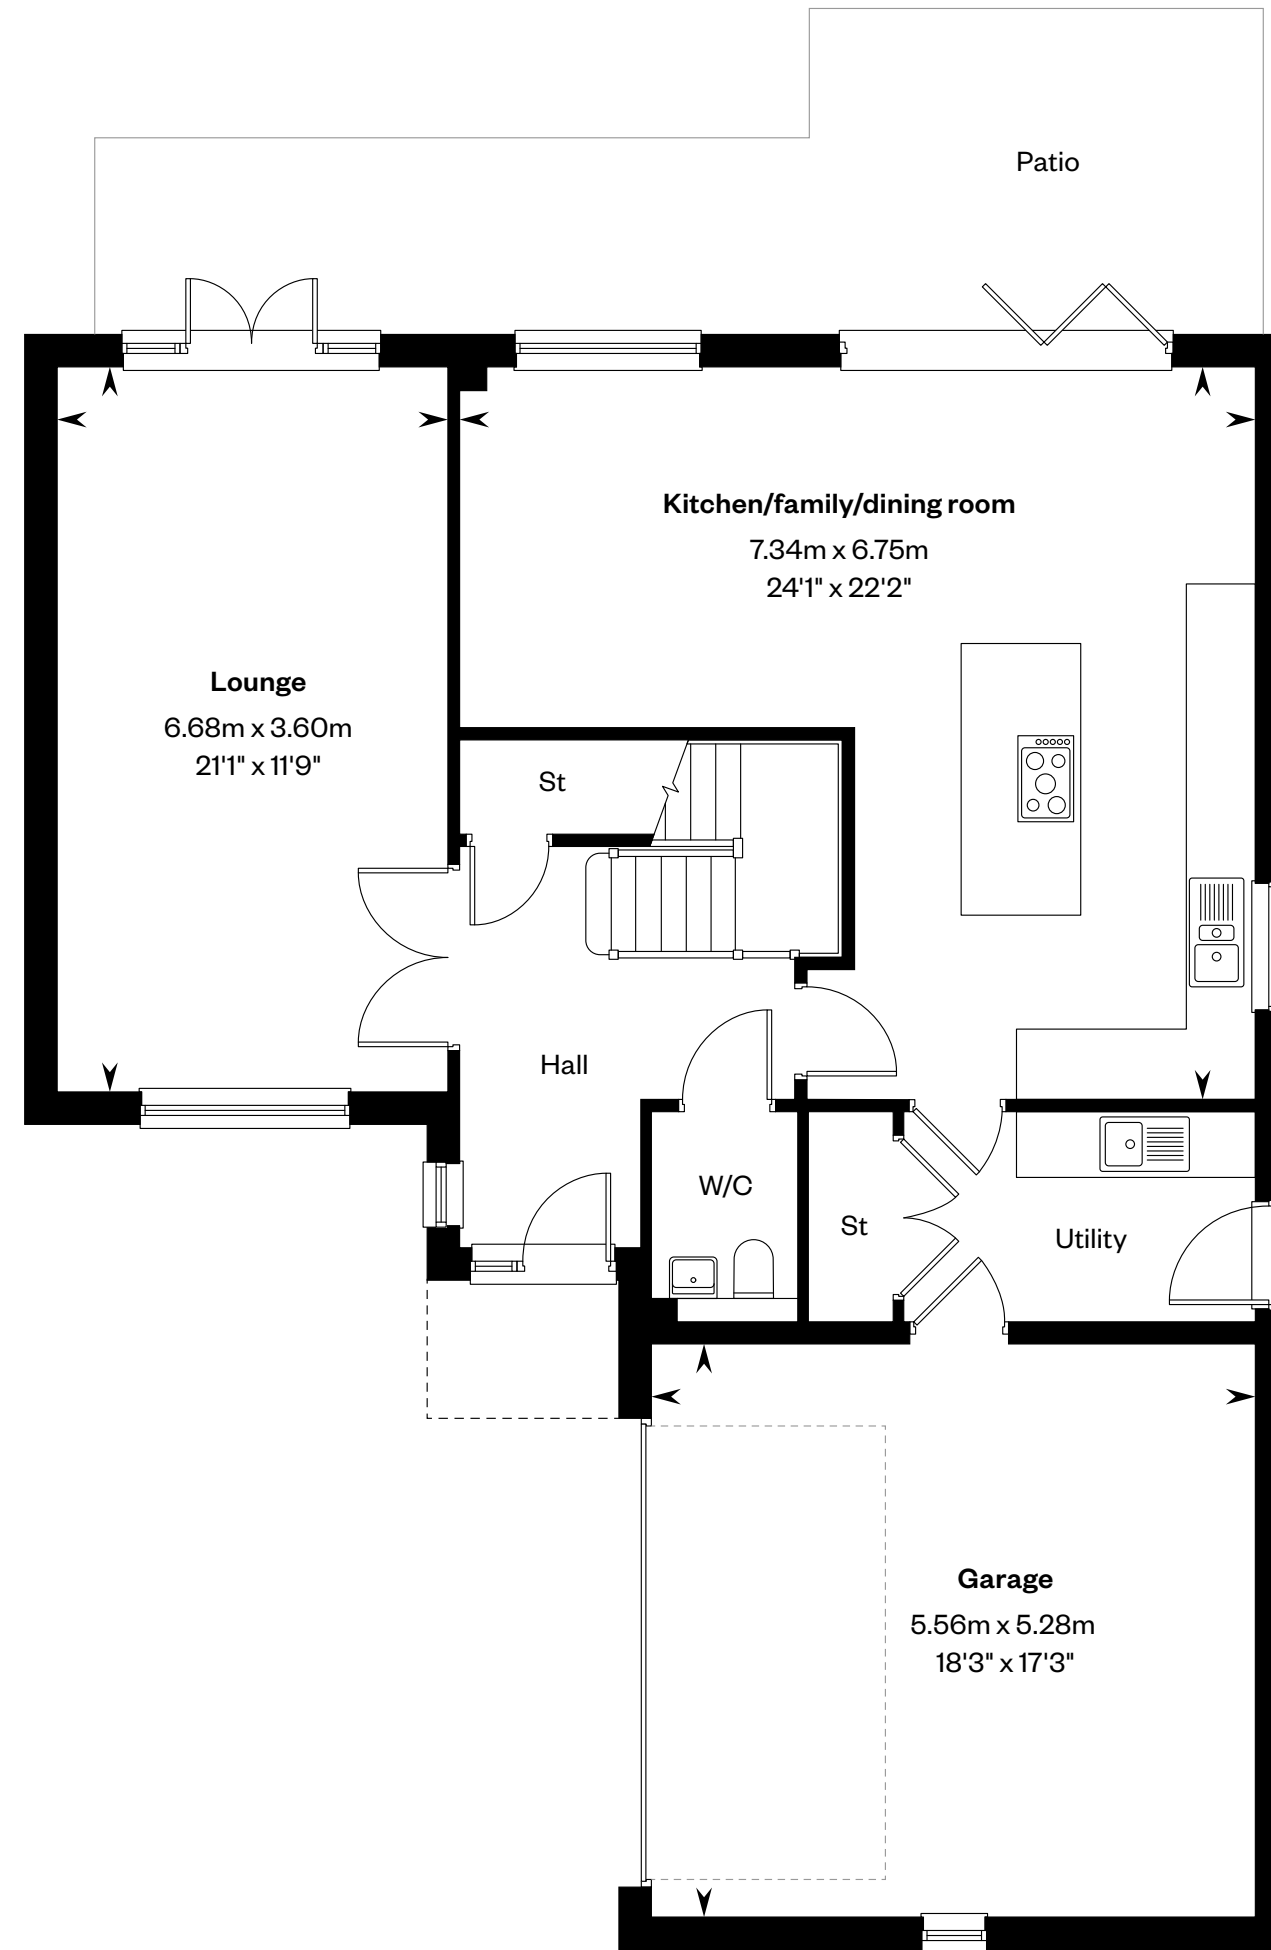 Patio
Kitchen/family/dining room
7.34m x 6.75m
24'1" x 22'2"
Lounge
6.68m x 3.60m
21'1" x 11'9"
St
Hall
W/C
St
Utility
Garage
5.56m x 5.28m
18'3" x 17'3"